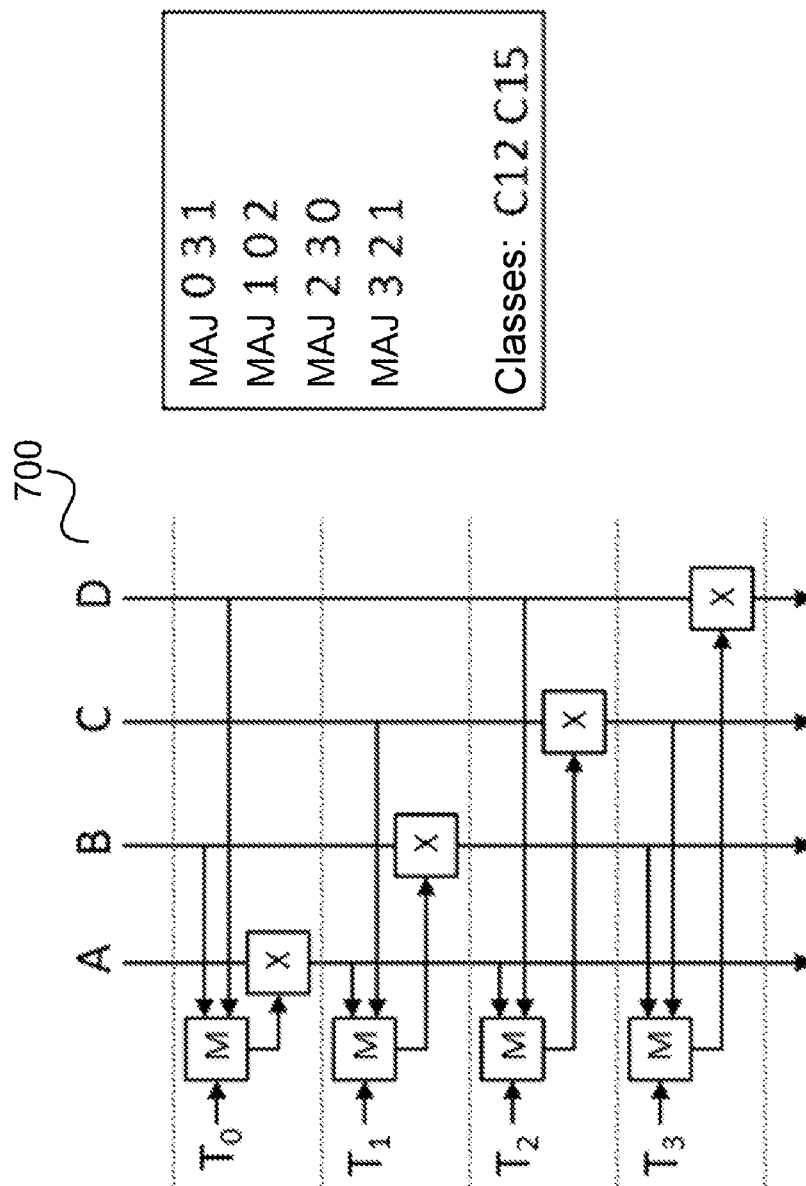 700
A B C D
T0 M
X
T1 M
X
T2 M
X
T3 M
X
MAJ 0 3 1
MAJ 1 0 2
MAJ 2 3 0
MAJ 3 2 1
Classes: C12 C15